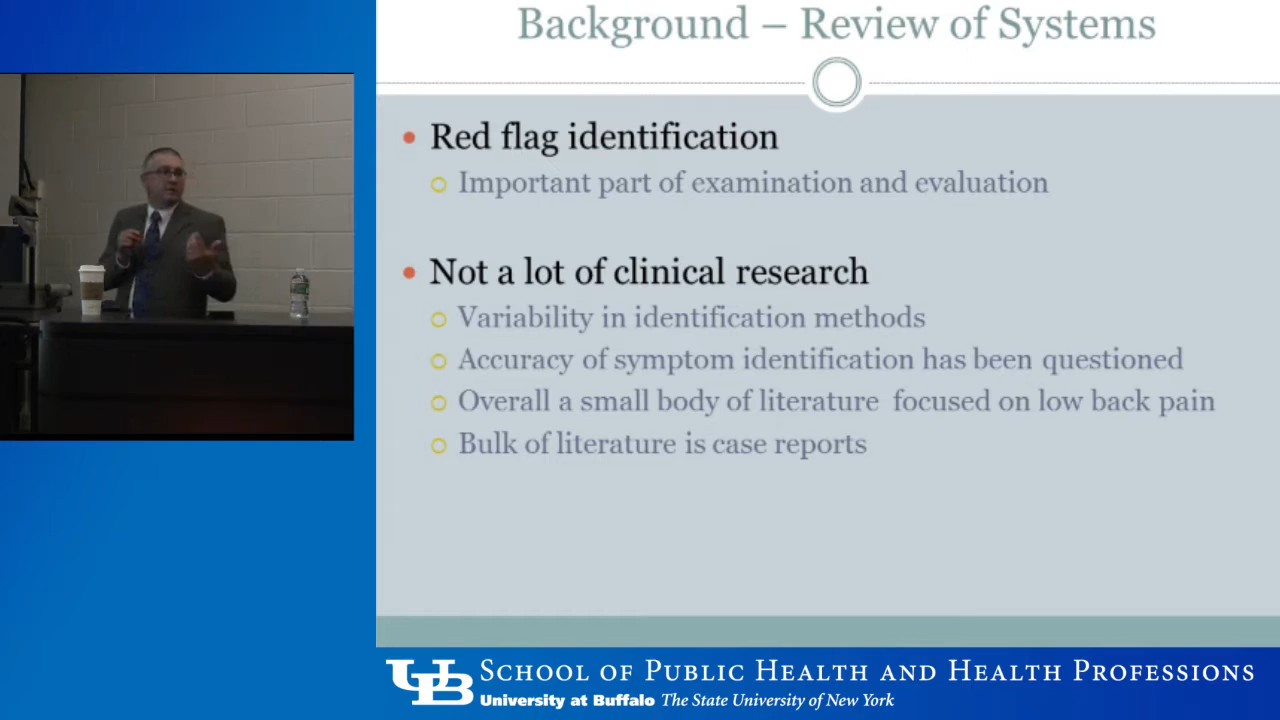 Background – Review of Systems
Red flag identification
Important part of examination and evaluation
Not a lot of clinical research
Variability in identification methods
Accuracy of symptom identification has been questioned
Overall a small body of literature focused on low back pain
Bulk of literature is case reports
UB School of Public Health and Health Professions
University at Buffalo The State University of New York